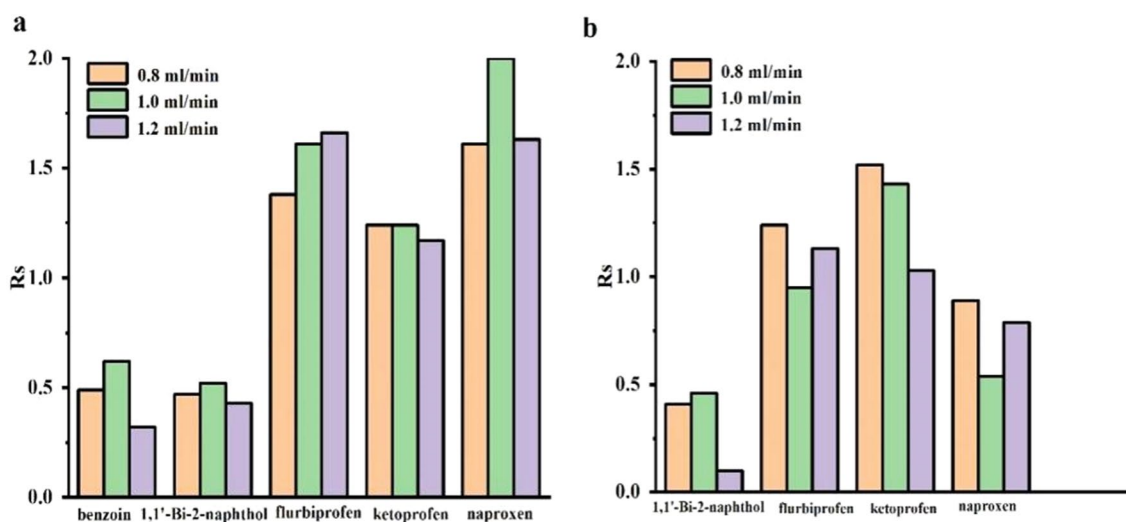 a
2.0
1.5
1.0
0.5
0.0
Rs
0.8 ml/min
1.0 ml/min
1.2 ml/min
benzoin 1,1'-Bi-2-naphthol flurbiprofen ketoprofen naproxen
b
2.0
1.5
1.0
0.5
0.0
Rs
0.8 ml/min
1.0 ml/min
1.2 ml/min
1,1'-Bi-2-naphthol flurbiprofen ketoprofen naproxen